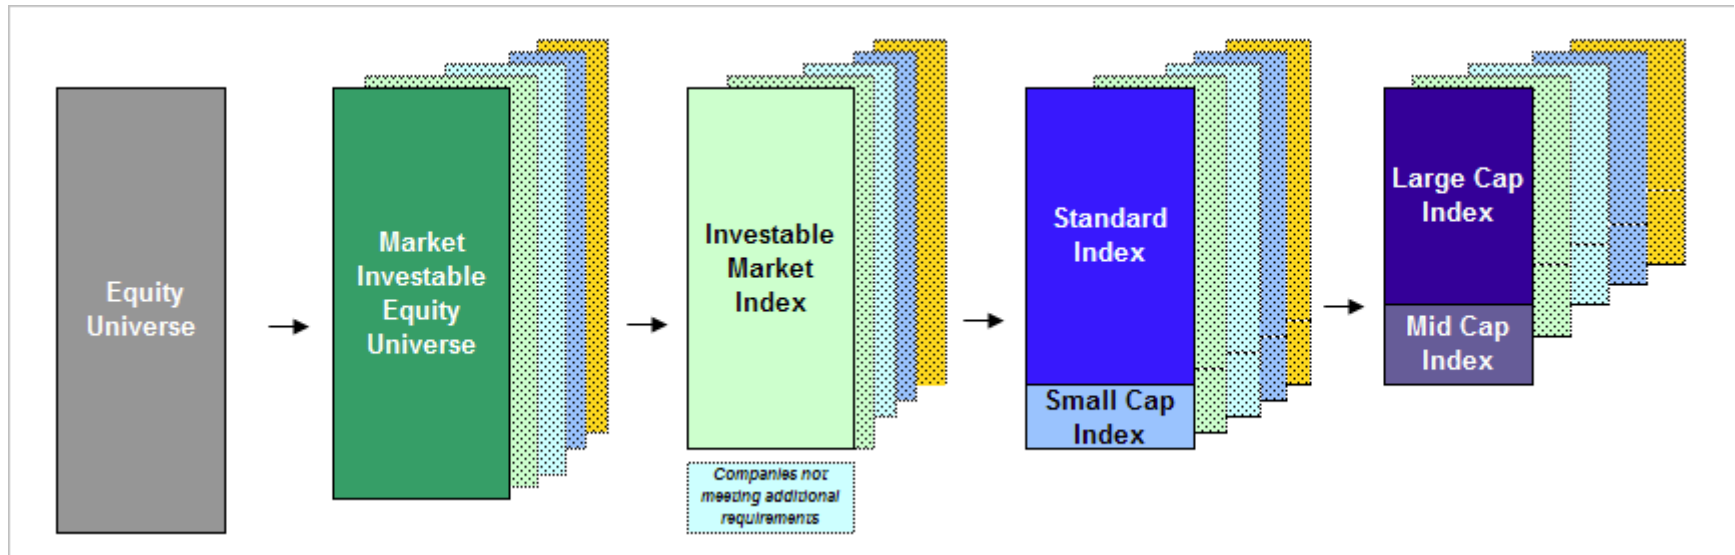 Equity
Universe
Market
Investable
Equity
Universe
Investable
Market
Index
Companies not
meeting additional
requirements
Standard
Index
Small Cap
Index
Large Cap
Index
Mid Cap
Index